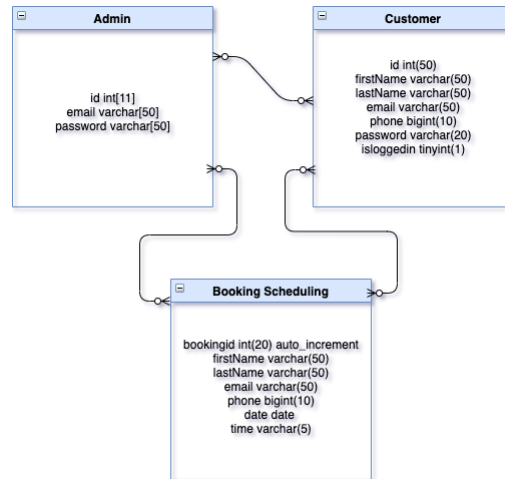 Admin
id int[11]
email varchar[50]
password varchar[50]
Customer
id int(50)
firstName varchar(50)
lastName varchar(50)
email varchar(50)
phone bigint(10)
password varchar(20)
isloggedin tinyint(1)
Booking Scheduling
bookingid int(20) auto_increment
firstName varchar(50)
lastName varchar(50)
email varchar(50)
phone bigint(10)
date date
time varchar(5)